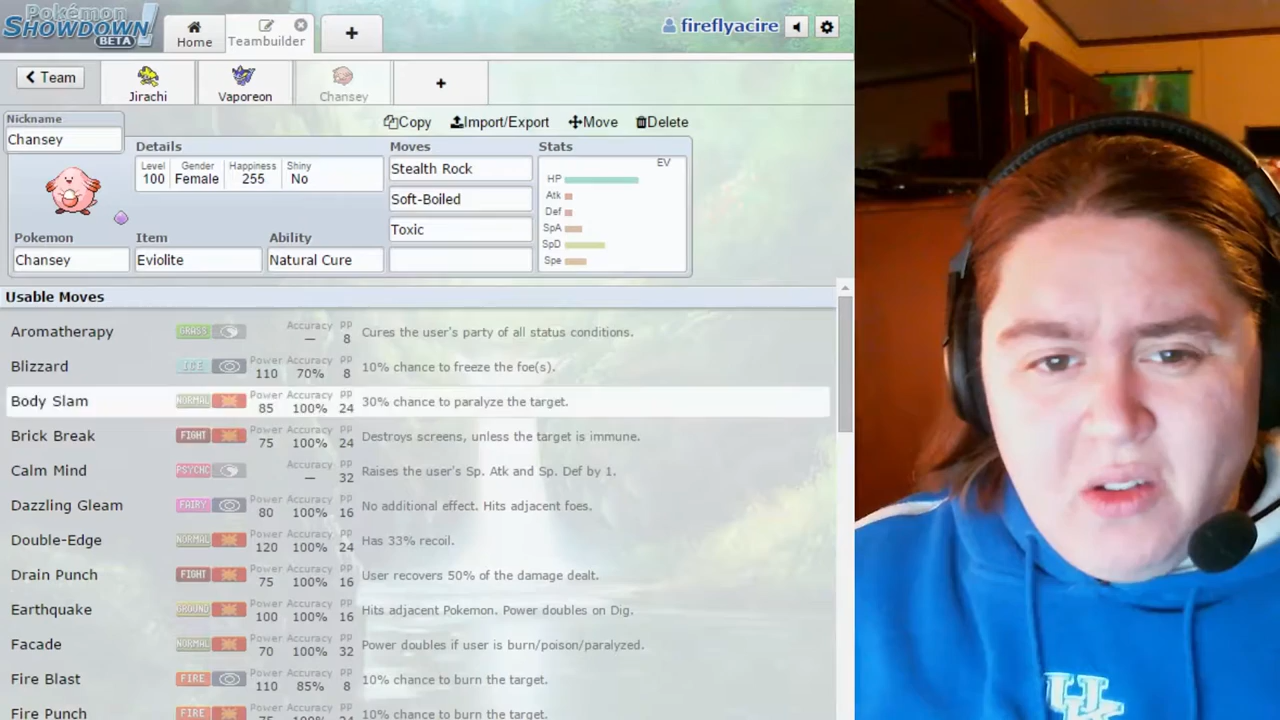 Pokémon
SHOWDOWN!
BETA
Home
Teambuilder
+
fireflyacire
Team
Jirachi
Vaporeon
Chansey
+
Nickname
Chansey
Copy
Import/Export
Move
Delete
Details
Level
100
Gender
Female
Happiness
255
Shiny
No
Moves
Stealth Rock
Soft-Boiled
Toxic
Stats
EV
HP
Atk
Def
SpA
SpD
Spe
Pokemon
Chansey
Item
Eviolite
Ability
Natural Cure
Usable Moves
Aromatherapy GRASS Accuracy — PP 8 Cures the user's party of all status conditions.
Blizzard ICE Power 110 Accuracy 70% PP 8 10% chance to freeze the foe(s).
Body Slam NORMAL Power 85 Accuracy 100% PP 24 30% chance to paralyze the target.
Brick Break FIGHT Power 75 Accuracy 100% PP 24 Destroys screens, unless the target is immune.
Calm Mind PSYCHC Accuracy — PP 32 Raises the user's Sp. Atk and Sp. Def by 1.
Dazzling Gleam FAIRY Power 80 Accuracy 100% PP 16 No additional effect. Hits adjacent foes.
Double-Edge NORMAL Power 120 Accuracy 100% PP 24 Has 33% recoil.
Drain Punch FIGHT Power 75 Accuracy 100% PP 16 User recovers 50% of the damage dealt.
Earthquake GROUND Power 100 Accuracy 100% PP 16 Hits adjacent Pokemon. Power doubles on Dig.
Facade NORMAL Power 70 Accuracy 100% PP 32 Power doubles if user is burn/poison/paralyzed.
Fire Blast FIRE Power 110 Accuracy 85% PP 8 10% chance to burn the target.
Fire Punch FIRE Power 75 Accuracy 100% PP 24 10% chance to burn the target.
UK